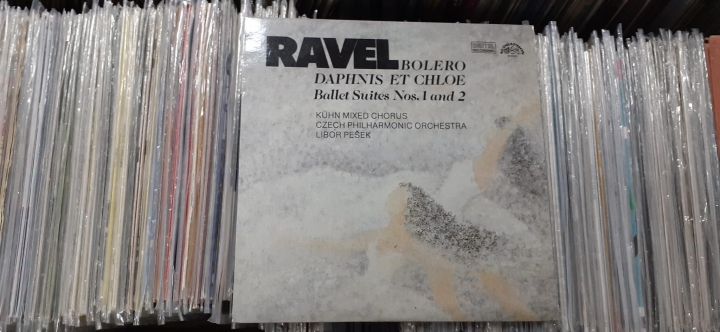 RAVEL BOLERO
DAPHNIS ET CHLOE
Ballet Suites Nos. 1 and 2
KÜHN MIXED CHORUS
CZECH PHILHARMONIC ORCHESTRA
LIBOR PEŠEK